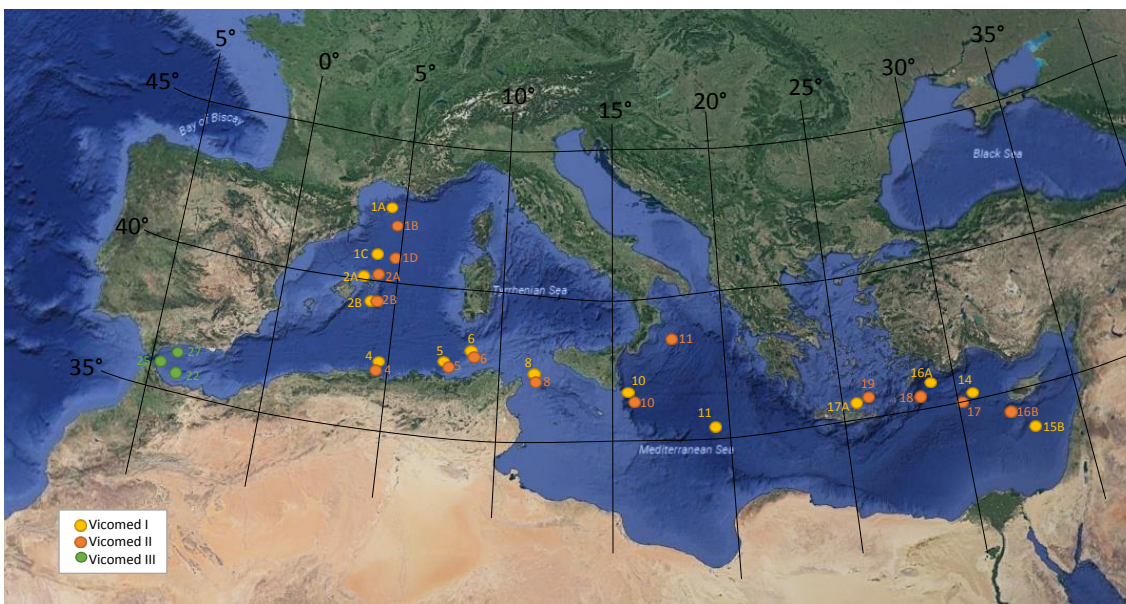 5°
0°
5°
10°
15°
20°
25°
30°
35°
45°
40°
35°
Bay of Biscay
Black Sea
Tyrrhenian Sea
Mediterranean Sea
1A
1B
1C
1D
2A
2A
2B
2B
27
25
22
4
4
5
5
6
6
8
8
10
10
11
11
17A
19
18
16A
14
17
16B
15B
Vicomed I
Vicomed II
Vicomed III